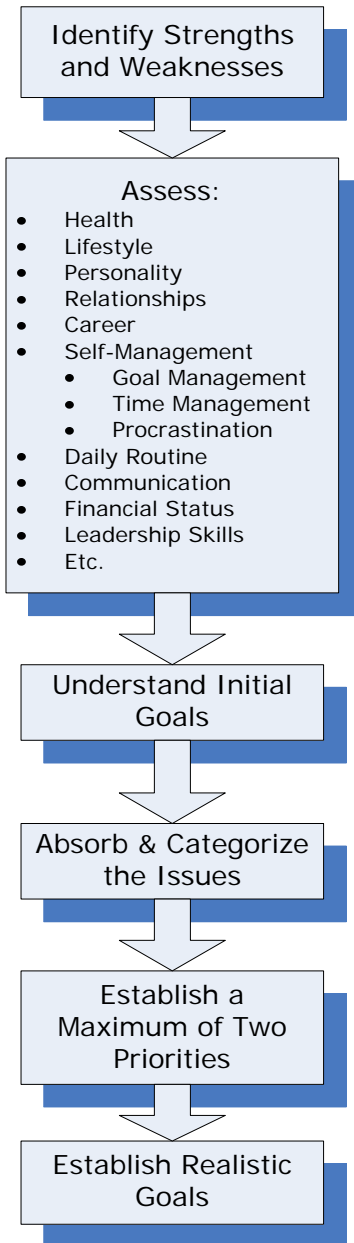 Identify Strengths
and Weaknesses
Assess:
• Health
• Lifestyle
• Personality
• Relationships
• Career
• Self-Management
• Goal Management
• Time Management
• Procrastination
• Daily Routine
• Communication
• Financial Status
• Leadership Skills
• Etc.
Understand Initial
Goals
Absorb & Categorize
the Issues
Establish a
Maximum of Two
Priorities
Establish Realistic
Goals